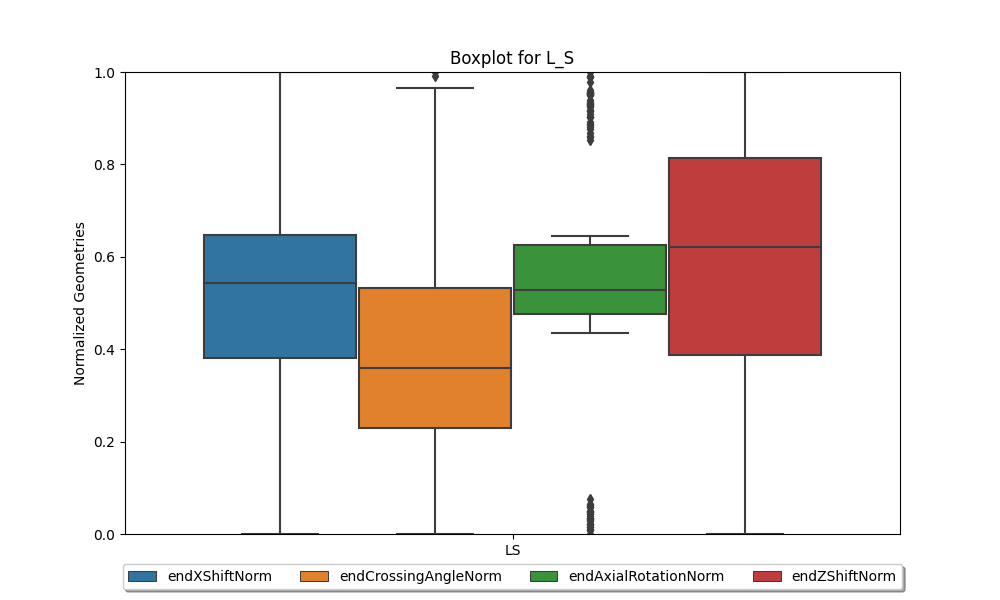 Boxplot for L_S
1.0
0.8
0.6
0.4
0.2
0.0
Normalized Geometries
LS
endXShiftNorm endCrossingAngleNorm endAxialRotationNorm endZShiftNorm